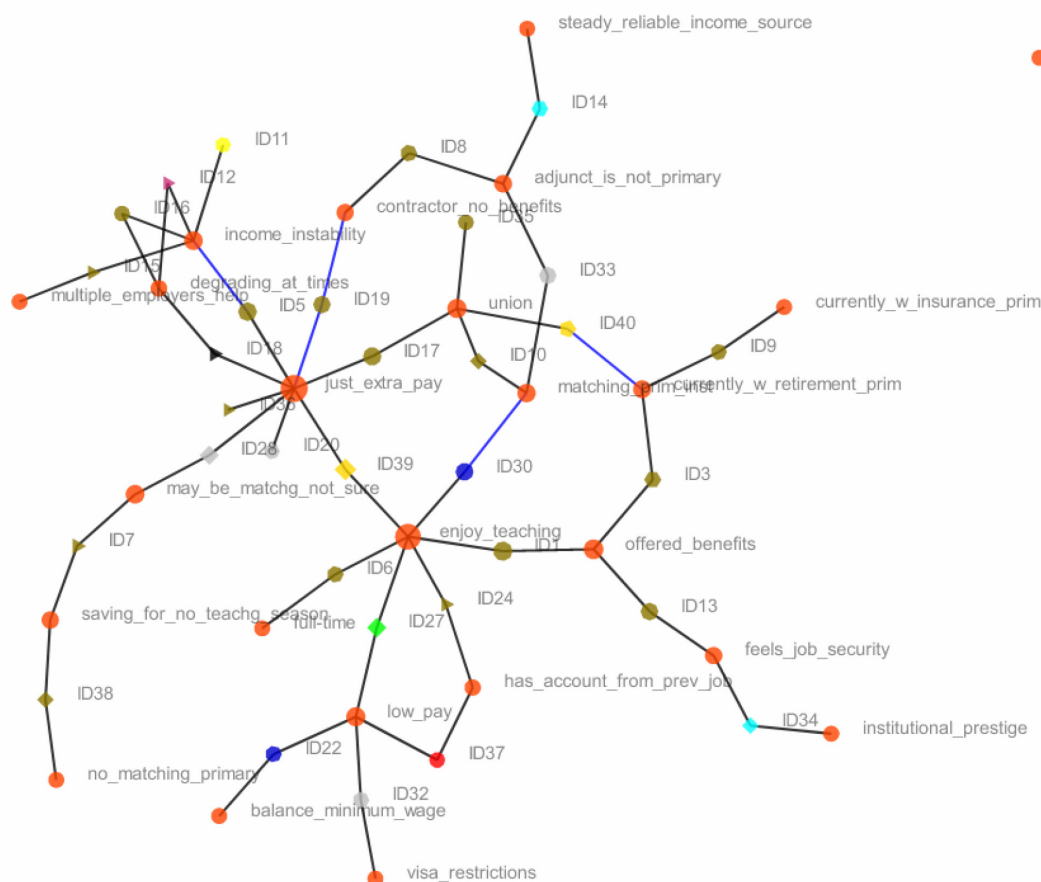 steady_reliable_income_source
ID14
ID11
ID8
ID12
adjunct_is_not_primary
ID16
contractor_no_benefits
ID35
income_instability
ID15
ID33
degrading_at_times
multiple_employers_help
ID5
ID19
union
currently_w_insurance_prim
ID40
ID18
ID17
ID10
ID9
just_extra_pay
matching_prim_inst
currently_w_retirement_prim
ID36
ID28
ID20
ID39
ID30
may_be_matchg_not_sure
ID3
enjoy_teaching
ID7
ID1
offered_benefits
ID6
ID24
saving_for_no_teachg_season
full-time
ID27
ID13
feels_job_security
has_account_from_prev_job
ID38
low_pay
ID34
institutional_prestige
ID22
ID37
no_matching_primary
ID32
balance_minimum_wage
visa_restrictions